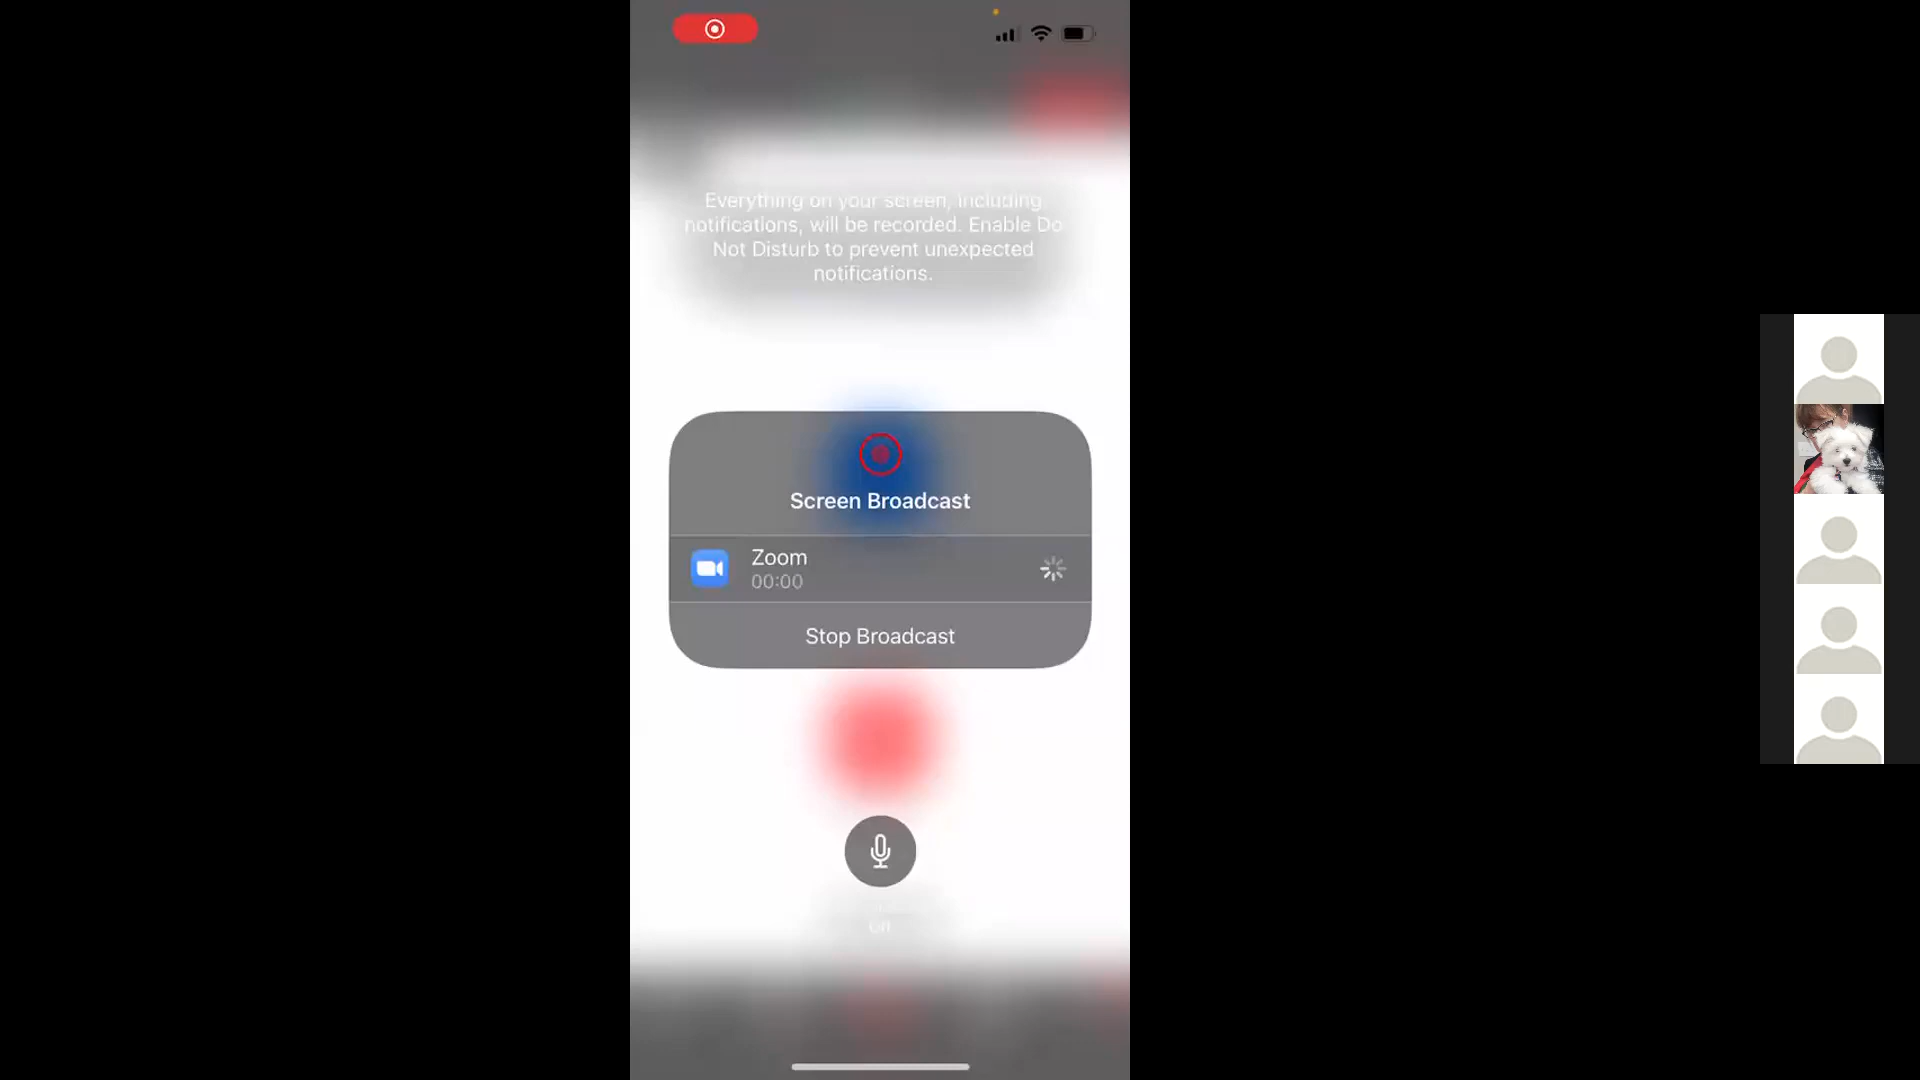 Everything on your screen, including
notifications, will be recorded. Enable Do
Not Disturb to prevent unexpected
notifications.
Screen Broadcast
Zoom
00:00
Stop Broadcast
Off